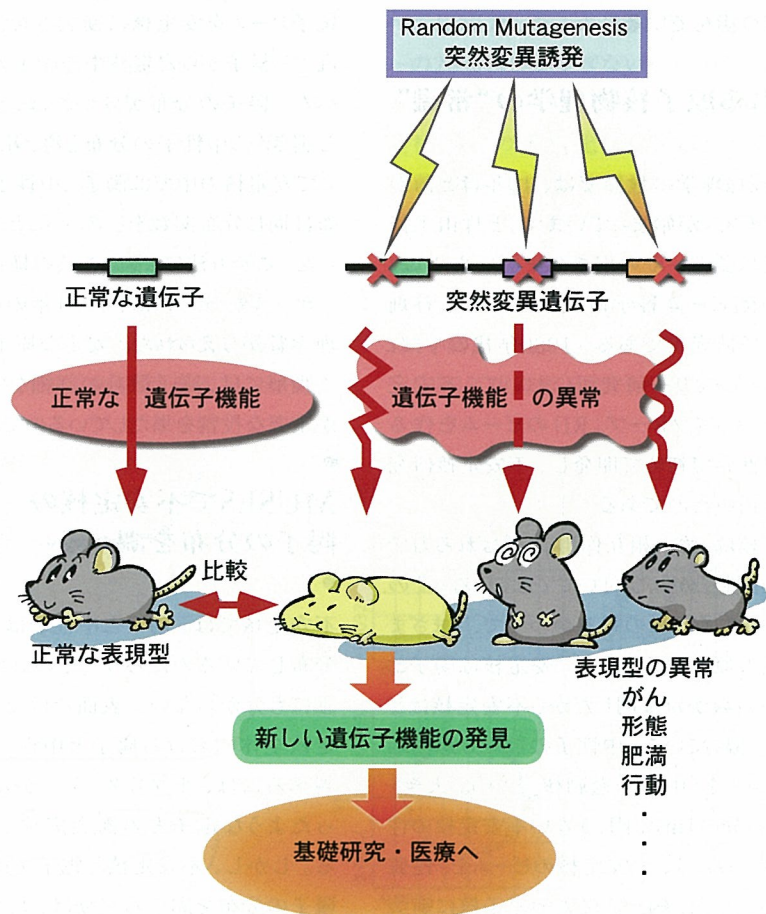 Random Mutagenesis
突然変異誘発
正常な遺伝子
突然変異遺伝子
正常な遺伝子機能
遺伝子機能の異常
比較
正常な表現型
表現型の異常
がん
形態
肥満
行動
・
・
・
・
新しい遺伝子機能の発見
基礎研究・医療へ